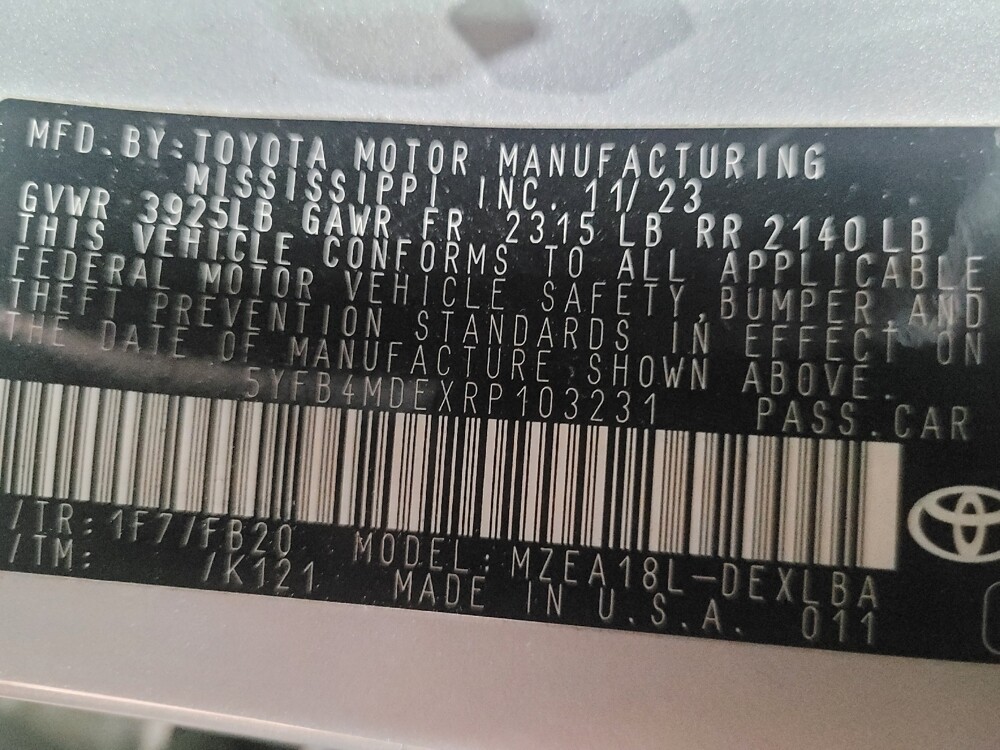 MFD.BY:TOYOTA MOTOR MANUFACTURING
MISSISSIPPI INC. 11/23
GVWR 3925LB GAWR FR 2315 LB RR 2140LB
THIS VEHICLE CONFORMS TO ALL APPLICABLE
FEDERAL MOTOR VEHICLE SAFETY,BUMPER AND
THEFT PREVENTION STANDARDS IN EFFECT ON
THE DATE OF MANUFACTURE SHOWN ABOVE.
5YFB4MDEXRP103231 PASS.CAR
/TR:1F7/FB20 MODEL:MZEA18L-DEXLBA
/TM: /K121 MADE IN U.S.A. 011